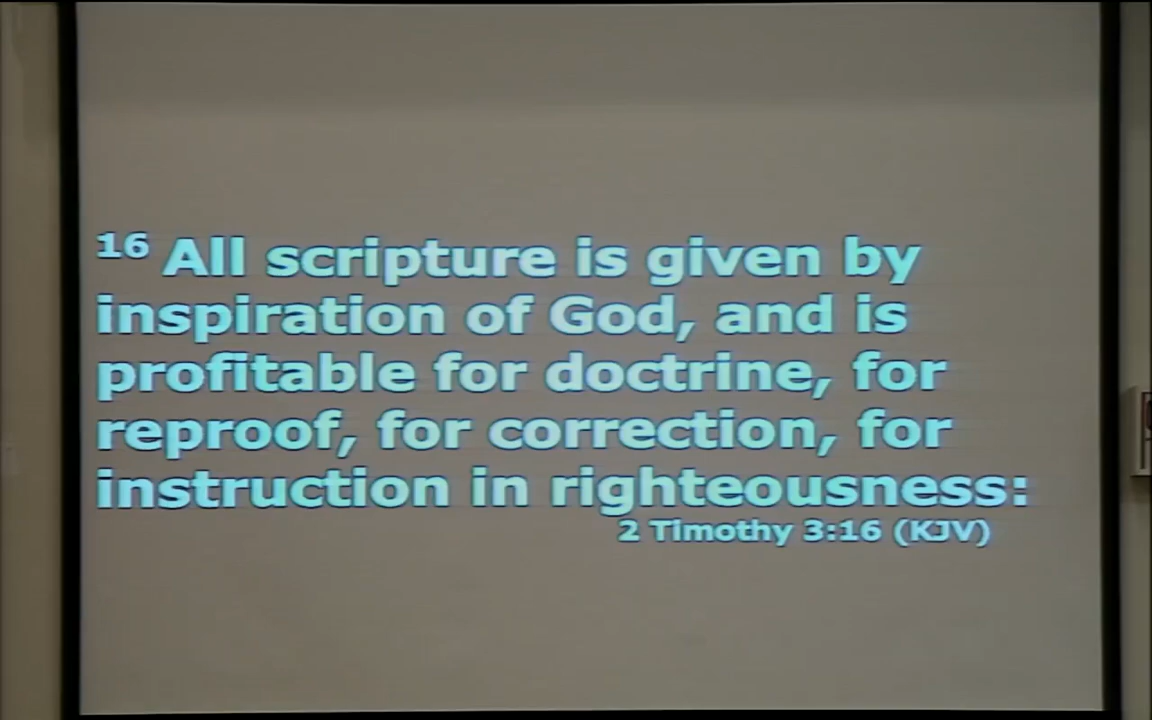 16 All scripture is given by
inspiration of God, and is
profitable for doctrine, for
reproof, for correction, for
instruction in righteousness:
2 Timothy 3:16 (KJV)